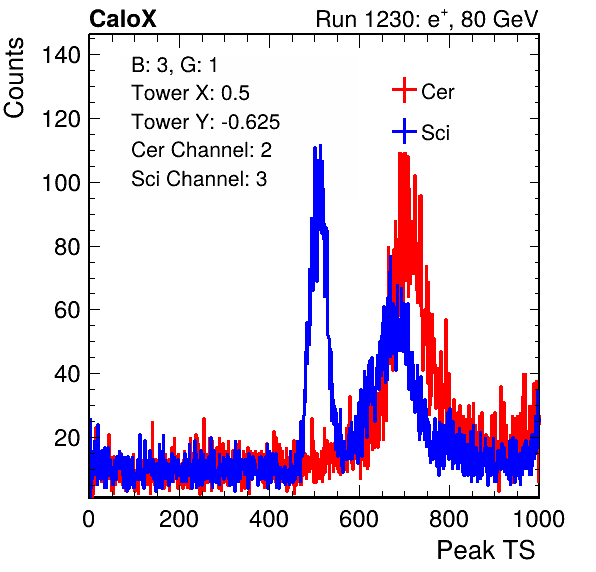 CaloX Run 1230: e⁺, 80 GeV
Counts
140
120
100
80
60
40
20
B: 3, G: 1
Tower X: 0.5
Tower Y: -0.625
Cer Channel: 2
Sci Channel: 3
Cer
Sci
0 200 400 600 800 1000
Peak TS